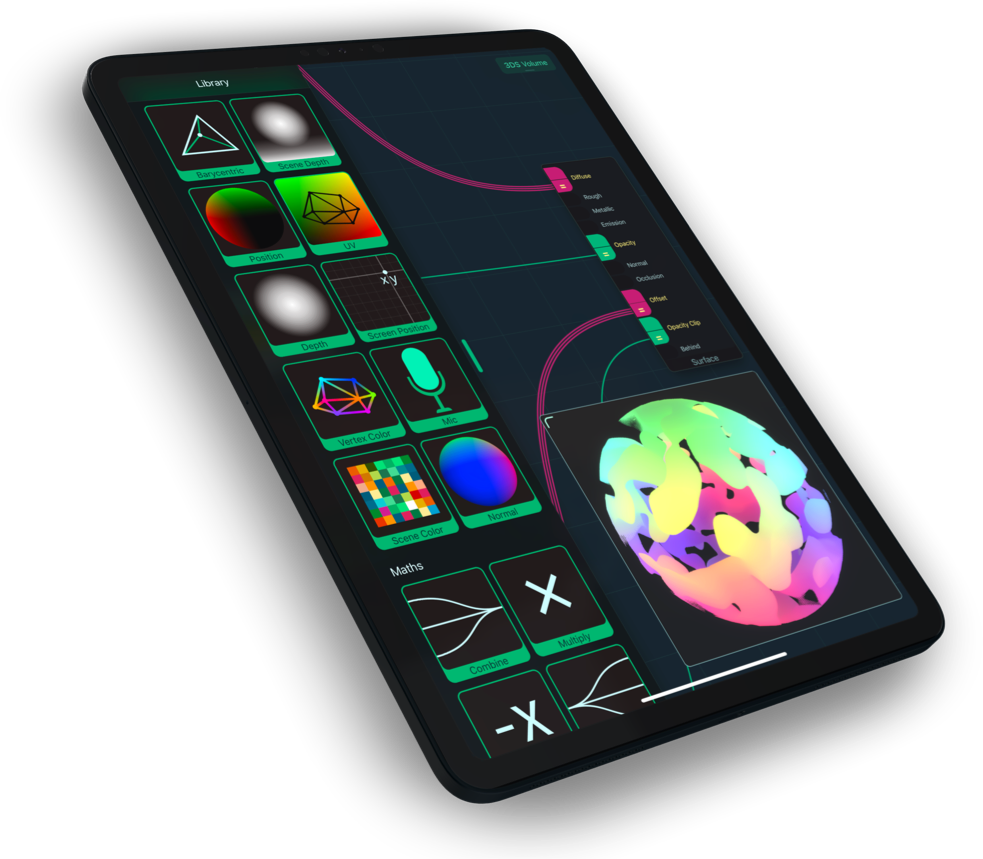 Library
3DS Volume
Barycentric
Scene Depth
Position
UV
Depth
x y
Screen Position
Vertex Color
Mic
Scene Color
Normal
Maths
Combine
X
Multiply
-X
Diffuse
Rough
Metallic
Emission
Opacity
Normal
Occlusion
Offset
Opacity Clip
Behind
Surface